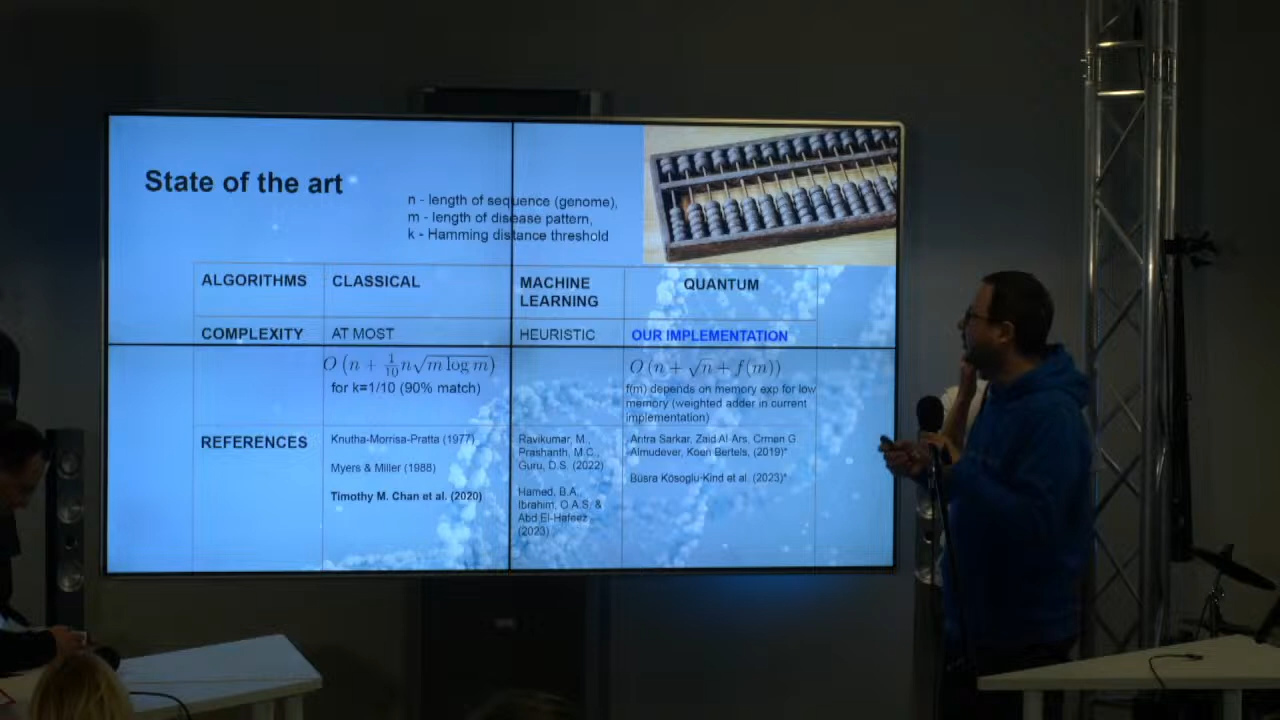 State of the art
n - length of sequence (genome),
m - length of disease pattern,
k - Hamming distance threshold
ALGORITHMS
CLASSICAL
MACHINE
LEARNING
QUANTUM
COMPLEXITY
AT MOST
HEURISTIC
OUR IMPLEMENTATION
O (n + 1/10 n√(m log m))
for k=1/10 (90% match)
O (n + √n + f(m))
f(m) depends on memory exp for low
memory (weighted adder in current
implementation)
REFERENCES
Knutha-Morrisa-Pratta (1977),
Myers & Miller (1988)
Timothy M. Chan et al. (2020)
Ravikumar, M.,
Prashanth, M.C.,
Guru, D.S. (2022)
Hamed, B.A.,
Ibrahim, O.A.S, &
Abd El-Hafeez
(2023)
Aritra Sarkar, Zaid Al-Ars, Crmen G.
Almudever, Koen Bertels, (2019)*
Büsra Kösoglu-Kind et al. (2023)*